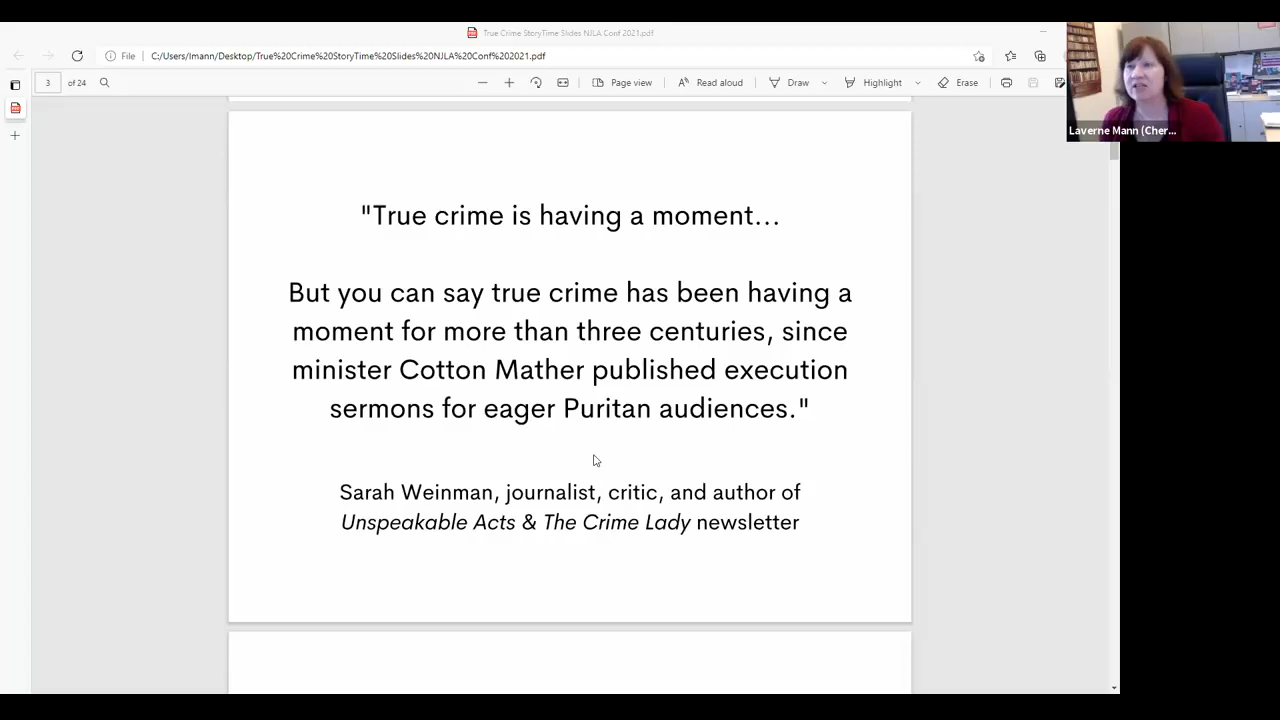 True Crime StoryTime Slides NJLA Conf 2021.pdf
File C:/Users/lmann/Desktop/True%20Crime%20StoryTime%20Slides%20NJLA%20Conf%202021.pdf
3 of 24 Page view Read aloud Draw Highlight Erase
Laverne Mann (Cher...
"True crime is having a moment...
But you can say true crime has been having a
moment for more than three centuries, since
minister Cotton Mather published execution
sermons for eager Puritan audiences."
Sarah Weinman, journalist, critic, and author of
Unspeakable Acts & The Crime Lady newsletter